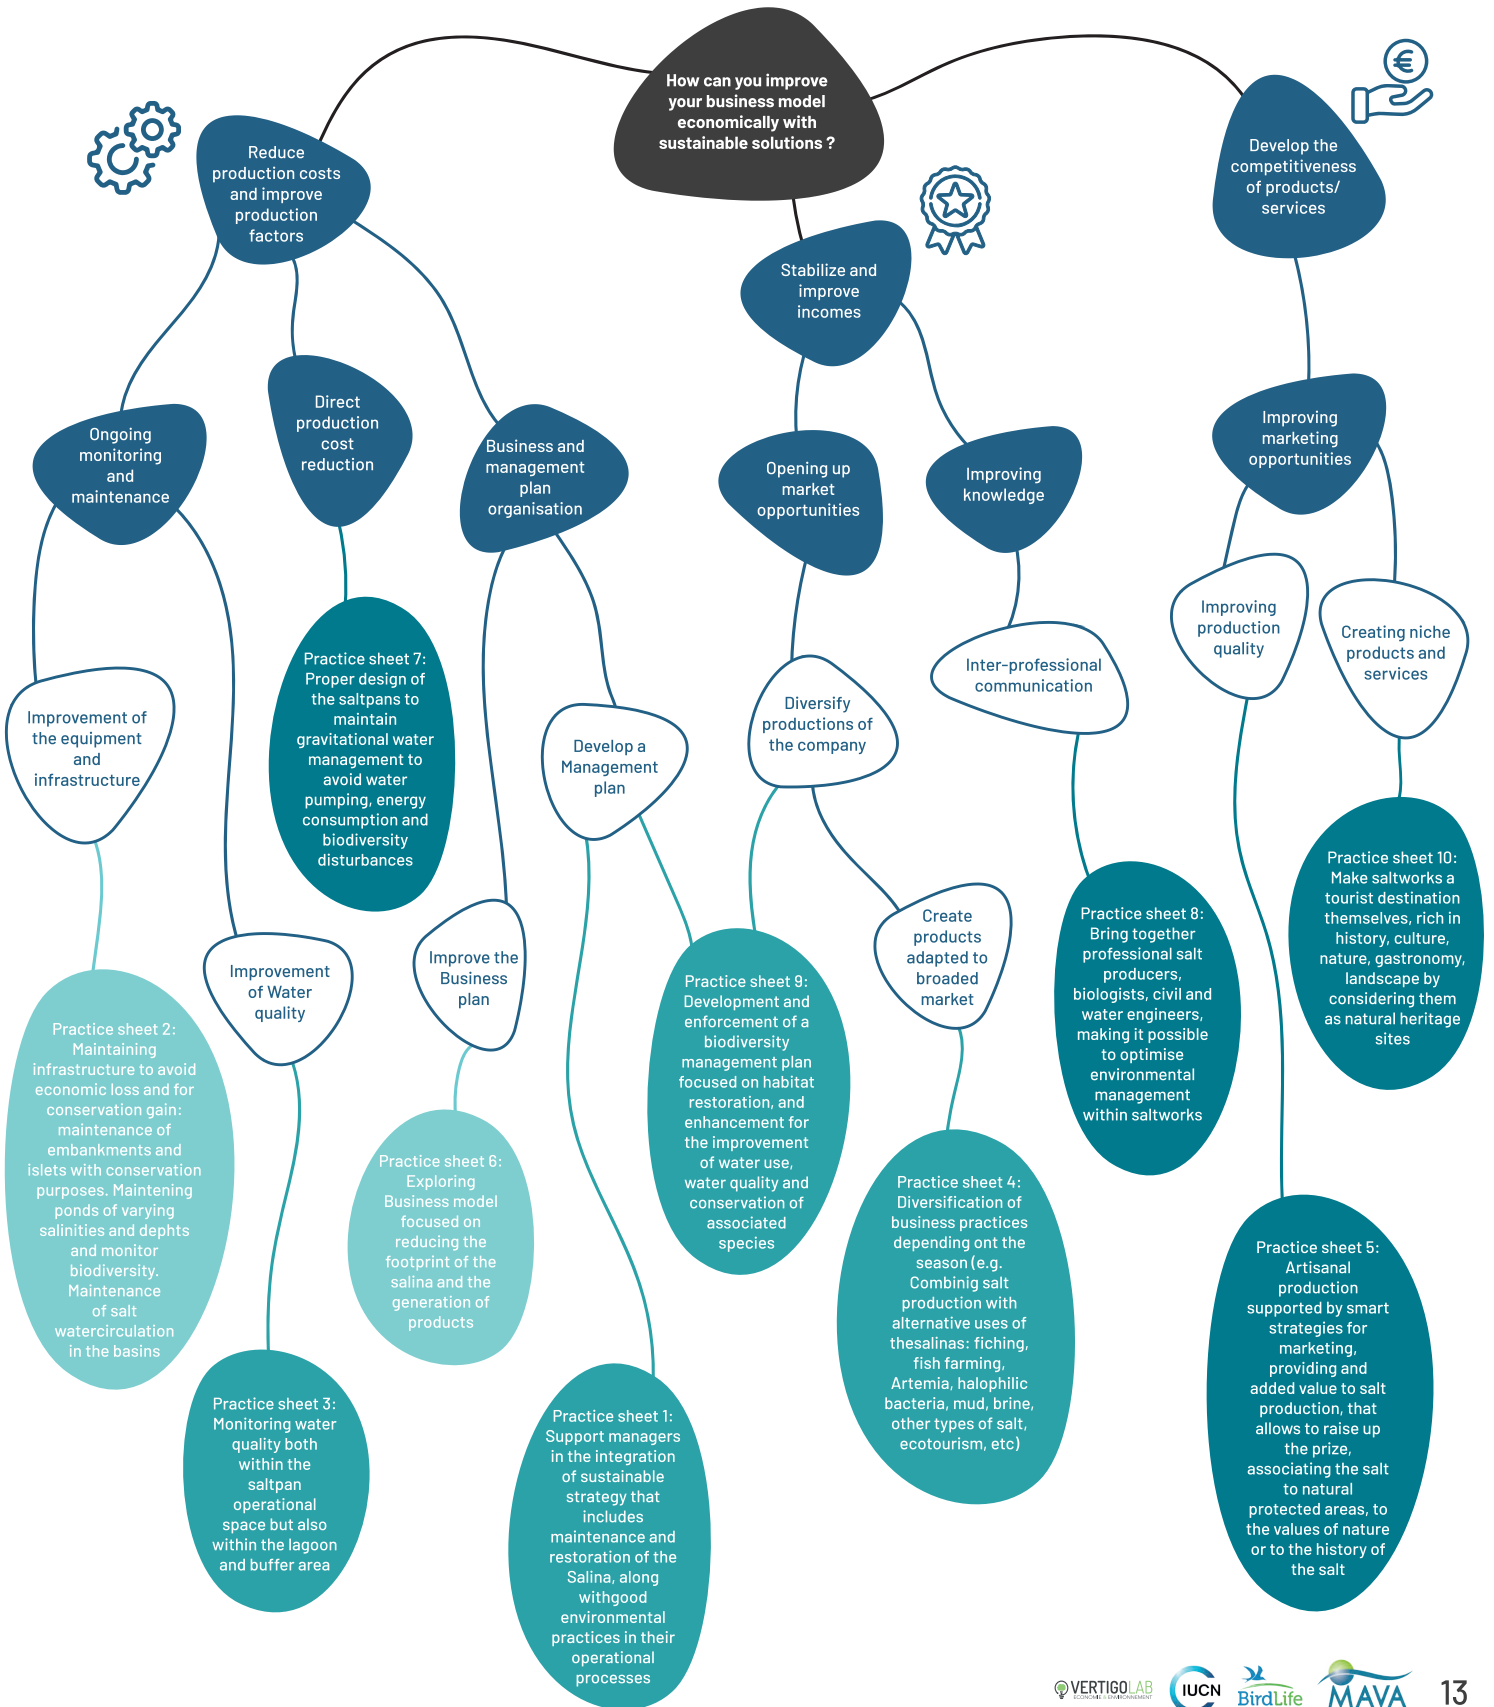 How can you improve
your business model
economically with
sustainable solutions ?
€
Reduce
production costs
and improve
production
factors
Stabilize and
improve
incomes
Develop the
competitiveness
of products/
services
Ongoing
monitoring
and
maintenance
Direct
production
cost
reduction
Business and
management
plan
organisation
Opening up
market
opportunities
Improving
knowledge
Improving
marketing
opportunities
Improvement of
the equipment
and
infrastructure
Practice sheet 7:
Proper design of
the saltpans to
maintain
gravitational water
management to
avoid water
pumping, energy
consumption and
biodiversity
disturbances
Develop a
Management
plan
Diversify
productions of
the company
Inter-professional
communication
Improving
production
quality
Creating niche
products and
services
Improvement
of Water
quality
Improve the
Business
plan
Create
products
adapted to
broaded
market
Practice sheet 2:
Maintaining
infrastructure to avoid
economic loss and for
conservation gain:
maintenance of
embankments and
islets with conservation
purposes. Maintening
ponds of varying
salinities and dephts
and monitor
biodiversity.
Maintenance
of salt
watercirculation
in the basins
Practice sheet 3:
Monitoring water
quality both
within the
saltpan
operational
space but also
within the lagoon
and buffer area
Practice sheet 6:
Exploring
Business model
focused on
reducing the
footprint of the
salina and the
generation of
products
Practice sheet 1:
Support managers
in the integration
of sustainable
strategy that
includes
maintenance and
restoration of the
Salina, along
withgood
environmental
practices in their
operational
processes
Practice sheet 9:
Development and
enforcement of a
biodiversity
management plan
focused on habitat
restoration, and
enhancement for
the improvement
of water use,
water quality and
conservation of
associated
species
Practice sheet 4:
Diversification of
business practices
depending ont the
season (e.g.
Combinig salt
production with
alternative uses of
thesalinas: fiching,
fish farming,
Artemia, halophilic
bacteria, mud, brine,
other types of salt,
ecotourism, etc)
Practice sheet 8:
Bring together
professional salt
producers,
biologists, civil and
water engineers,
making it possible
to optimise
environmental
management
within saltworks
Practice sheet 5:
Artisanal
production
supported by smart
strategies for
marketing,
providing and
added value to salt
production, that
allows to raise up
the prize,
associating the salt
to natural
protected areas, to
the values of nature
or to the history of
the salt
Practice sheet 10:
Make saltworks a
tourist destination
themselves, rich in
history, culture,
nature, gastronomy,
landscape by
considering them
as natural heritage
sites
VERTIGOLAB
ECONOMIE & ENVIRONNEMENT
IUCN
BirdLife
MAVA
13